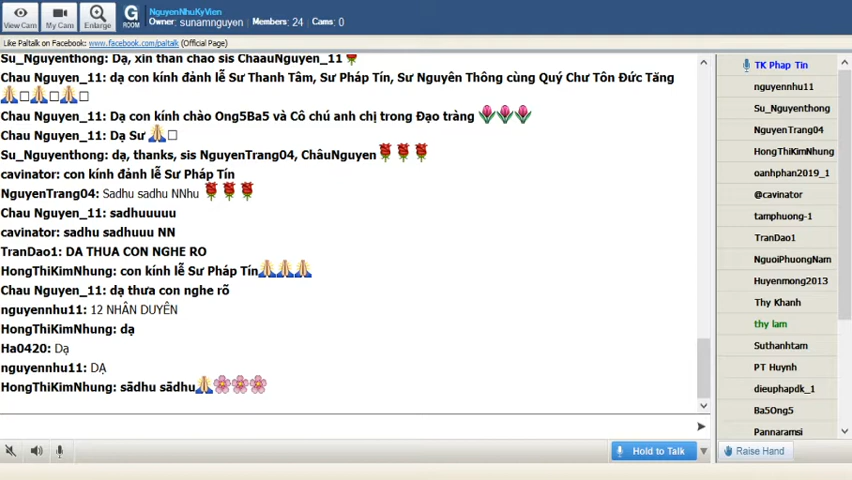 NguyenNhuKyVien
Owner: sunamnguyen Members: 24 Cams: 0
View Cam
My Cam
Enlarge
G
ROOM
Like Paltalk on Facebook: www.facebook.com/paltalk (Official Page)
Su_Nguyenthong: Dạ, xin than chao sis ChaauNguyen_11
Chau Nguyen_11: dạ con kính đảnh lễ Sư Thanh Tâm, Sư Pháp Tín, Sư Nguyên Thông cùng Quý Chư Tôn Đức Tăng
Chau Nguyen_11: Dạ con kính chào Ong5Ba5 và Cô chú anh chị trong Đạo tràng
Chau Nguyen_11: Dạ Sư
Su_Nguyenthong: dạ, thanks, sis NguyenTrang04, ChâuNguyen
cavinator: con kính đảnh lễ Sư Pháp Tín
NguyenTrang04: Sadhu sadhu NNhu
Chau Nguyen_11: sadhuuuuu
cavinator: sadhu sadhuuu NN
TranDao1: DA THUA CON NGHE RO
HongThiKimNhung: con kính lễ Sư Pháp Tín
Chau Nguyen_11: dạ thưa con nghe rõ
nguyennhu11: 12 NHÂN DUYÊN
HongThiKimNhung: dạ
Ha0420: Dạ
nguyennhu11: DẠ
HongThiKimNhung: sādhu sādhu
TK Phap Tin
nguyennhu11
Su_Nguyenthong
NguyenTrang04
HongThiKimNhung
oanhphan2019_1
@cavinator
tamphuong-1
TranDao1
NguoiPhuongNam
Huyenmong2013
Thy Khanh
thy lam
Suthanhtam
PT Huynh
dieuphapdk_1
Ba5Ong5
Pannaramsi
Hold to Talk
Raise Hand